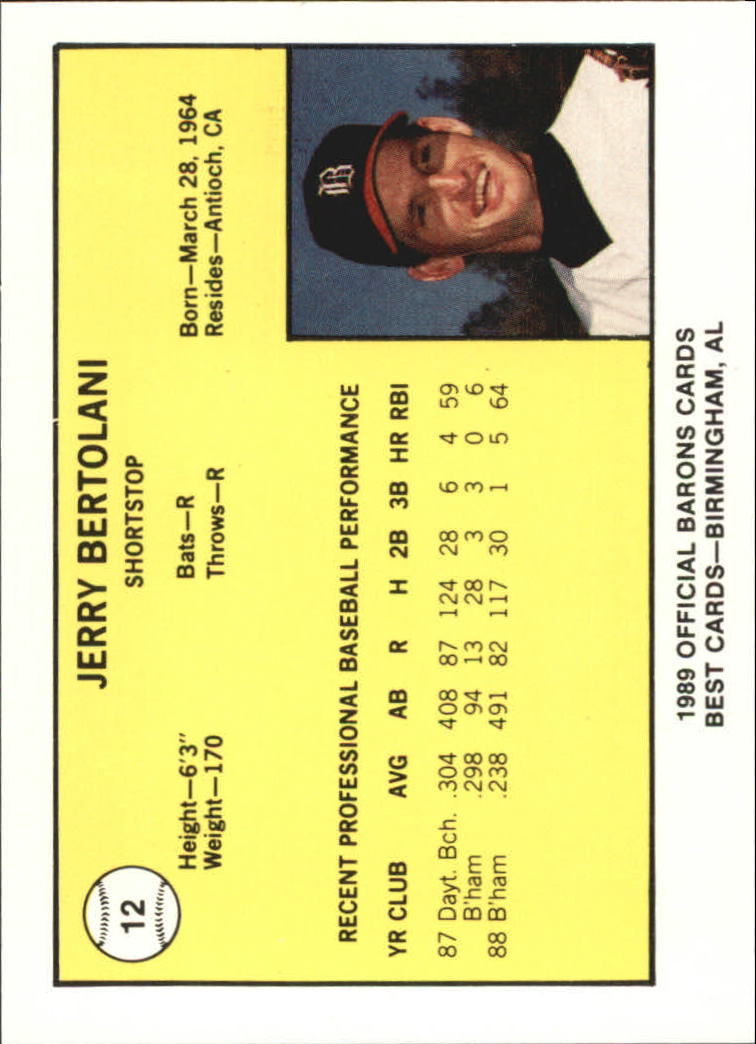 12
JERRY BERTOLANI
SHORTSTOP
Height—6'3" Bats—R Born—March 28, 1964
Weight—170 Throws—R Resides—Antioch, CA
B
RECENT PROFESSIONAL BASEBALL PERFORMANCE
YR CLUB AVG AB R H 2B 3B HR RBI
87 Dayt. Bch. .304 408 87 124 28 6 4 59
B'ham .298 94 13 28 3 3 0 6
88 B'ham .238 491 82 117 30 1 5 64
1989 OFFICIAL BARONS CARDS
BEST CARDS—BIRMINGHAM, AL